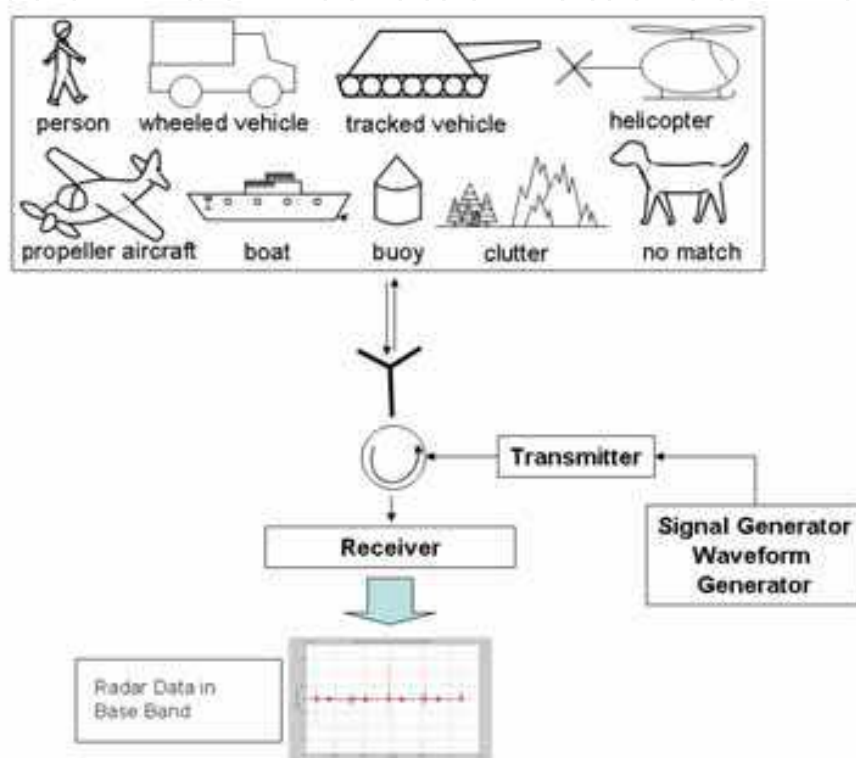 person wheeled vehicle tracked vehicle helicopter
propeller aircraft boat buoy clutter no match
Transmitter
Signal Generator
Waveform
Generator
Receiver
Radar Data in
Base Band